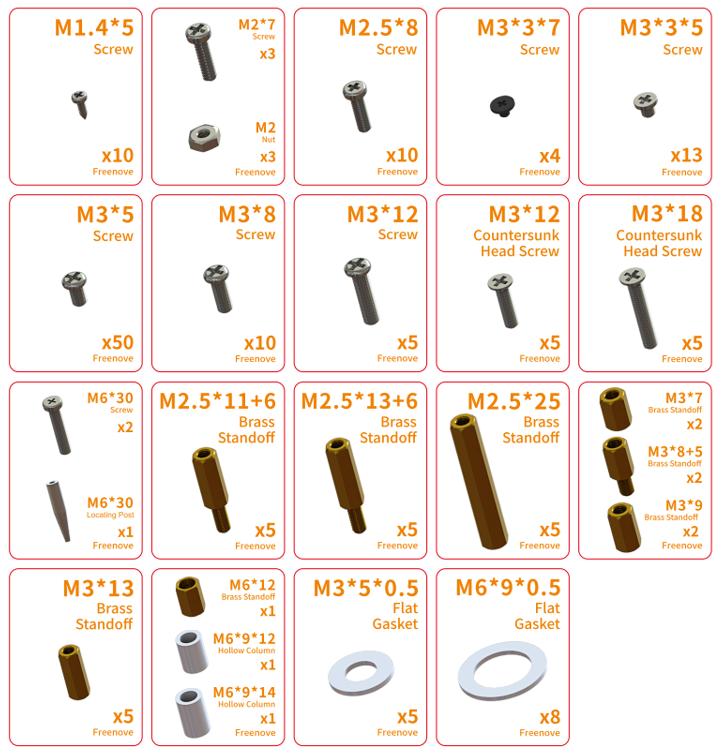 M1.4*5
Screw
x10
Freenove
M2*7
Screw
x3
M2
Nut
x3
Freenove
M2.5*8
Screw
x10
Freenove
M3*3*7
Screw
x4
Freenove
M3*3*5
Screw
x13
Freenove
M3*5
Screw
x50
Freenove
M3*8
Screw
x10
Freenove
M3*12
Screw
x5
Freenove
M3*12
Countersunk
Head Screw
x5
Freenove
M3*18
Countersunk
Head Screw
x5
Freenove
M6*30
Screw
x2
M6*30
Locating Post
x1
Freenove
M2.5*11+6
Brass
Standoff
x5
Freenove
M2.5*13+6
Brass
Standoff
x5
Freenove
M2.5*25
Brass
Standoff
x5
Freenove
M3*7
Brass Standoff
x2
M3*8+5
Brass Standoff
x2
M3*9
Brass Standoff
x2
Freenove
M3*13
Brass
Standoff
x5
Freenove
M6*12
Brass Standoff
x1
M6*9*12
Hollow Column
x1
M6*9*14
Hollow Column
x1
Freenove
M3*5*0.5
Flat
Gasket
x5
Freenove
M6*9*0.5
Flat
Gasket
x8
Freenove